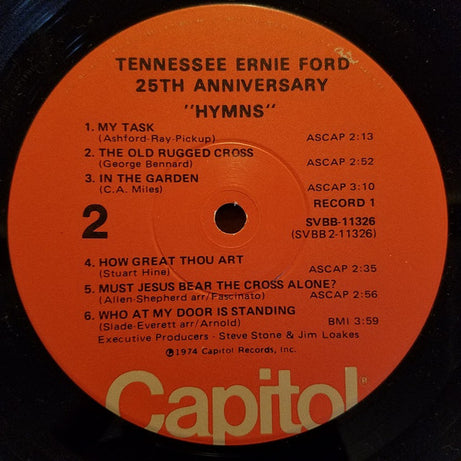 TENNESSEE ERNIE FORD
25TH ANNIVERSARY
"HYMNS"
1. MY TASK
(Ashford-Ray-Pickup) ASCAP 2:13
2. THE OLD RUGGED CROSS
(George Bennard) ASCAP 2:52
3. IN THE GARDEN
(C.A. Miles) ASCAP 3:10
RECORD 1
2 SVBB-11326
(SVBB 2-11326)
4. HOW GREAT THOU ART
(Stuart Hine) ASCAP 2:35
5. MUST JESUS BEAR THE CROSS ALONE?
(Allen-Shepherd arr/Fascinato) ASCAP 2:56
6. WHO AT MY DOOR IS STANDING
(Slade-Everett arr/Arnold) BMI 3:59
Executive Producers - Steve Stone & Jim Loakes
℗1974 Capitol Records, Inc.
Capitol®